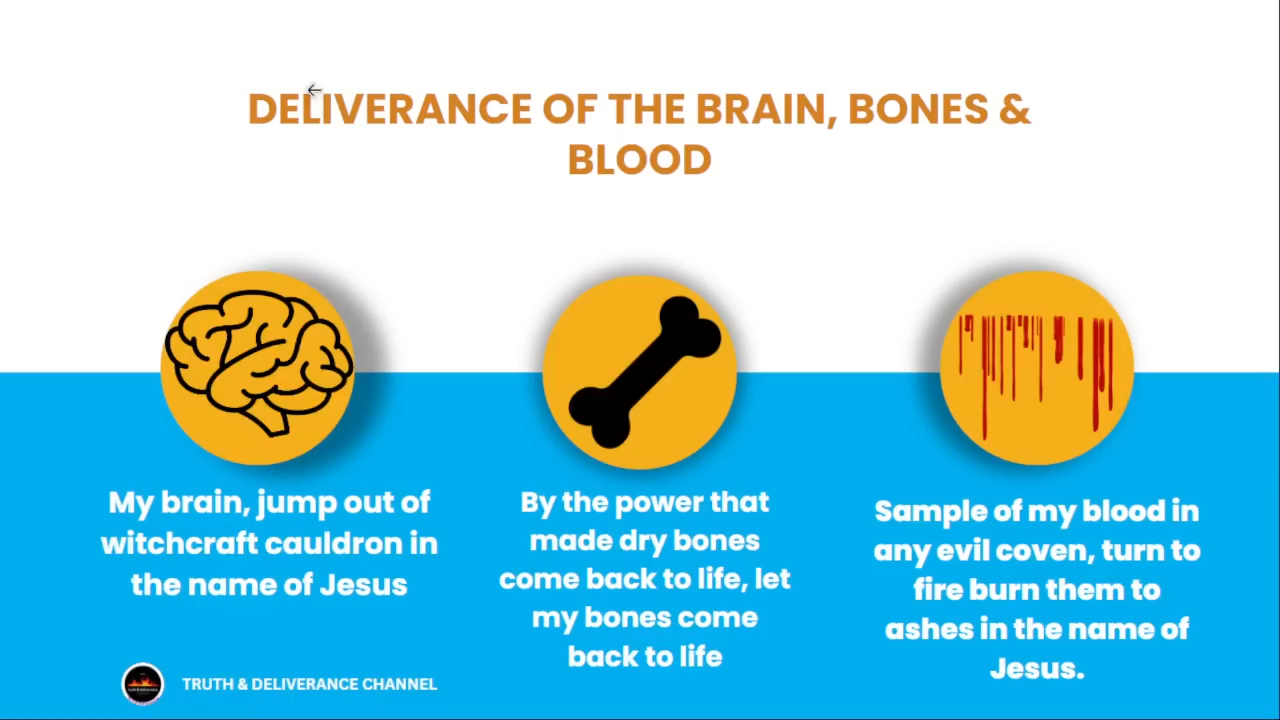 DELIVERANCE OF THE BRAIN, BONES &
BLOOD
My brain, jump out of
witchcraft cauldron in
the name of Jesus
By the power that
made dry bones
come back to life, let
my bones come
back to life
Sample of my blood in
any evil coven, turn to
fire burn them to
ashes in the name of
Jesus.
TRUTH & DELIVERANCE CHANNEL